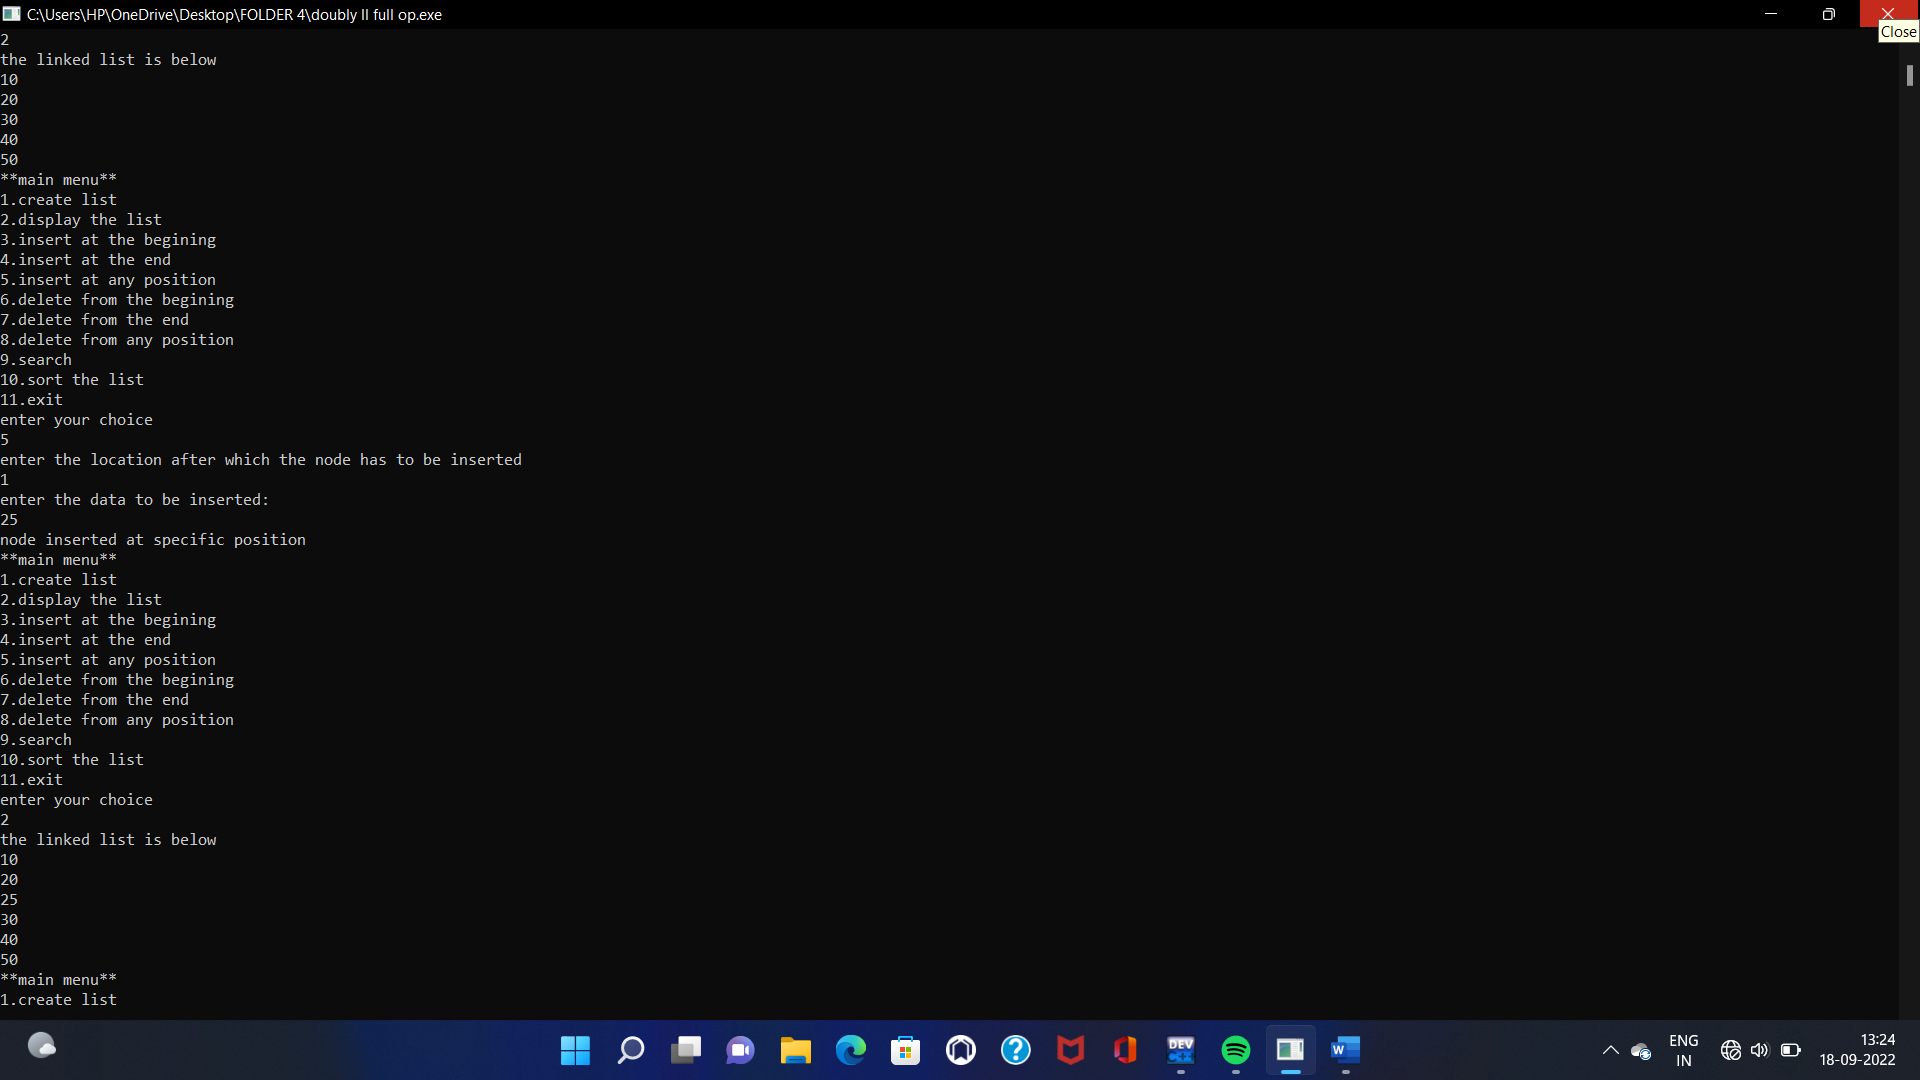 C:\Users\HP\OneDrive\Desktop\FOLDER 4\doubly ll full op.exe
Close
2
the linked list is below
10
20
30
40
50
**main menu**
1.create list
2.display the list
3.insert at the begining
4.insert at the end
5.insert at any position
6.delete from the begining
7.delete from the end
8.delete from any position
9.search
10.sort the list
11.exit
enter your choice
5
enter the location after which the node has to be inserted
1
enter the data to be inserted:
25
node inserted at specific position
**main menu**
1.create list
2.display the list
3.insert at the begining
4.insert at the end
5.insert at any position
6.delete from the begining
7.delete from the end
8.delete from any position
9.search
10.sort the list
11.exit
enter your choice
2
the linked list is below
10
20
25
30
40
50
**main menu**
1.create list
DEV
C++
W
ENG
IN
13:24
18-09-2022